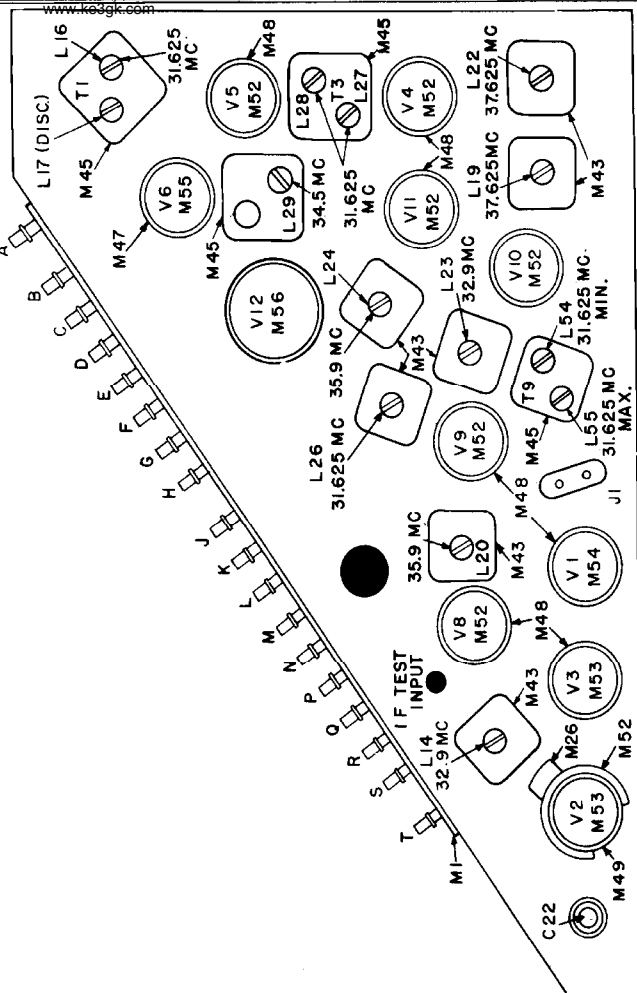 www.ke3gk.com
L16
31.625
MC
T1
L17 (DISC.)
M45
V5
M52
M48
L28
T3
L27
M45
31.625
MC
V4
M52
M48
L22
37.625 MC
M43
L19
37.625 MC
V6
M55
M47
M45
L29
34.5 MC
V11
M52
V10
M52
V12
M56
L24
35.9 MC
M43
L23
32.9 MC
L26
31.625 MC
L54
31.625 MC.
MIN.
T9
M45
L55
31.625 MC
MAX.
V9
M52
M48
J1
35.9 MC
L20
M43
V1
M54
V8
M52
M48
V3
M53
IF TEST
INPUT
L14
32.9 MC
M43
M26
M52
V2
M53
M49
C22
M1
A
B
C
D
E
F
G
H
J
K
L
M
N
P
Q
R
S
T